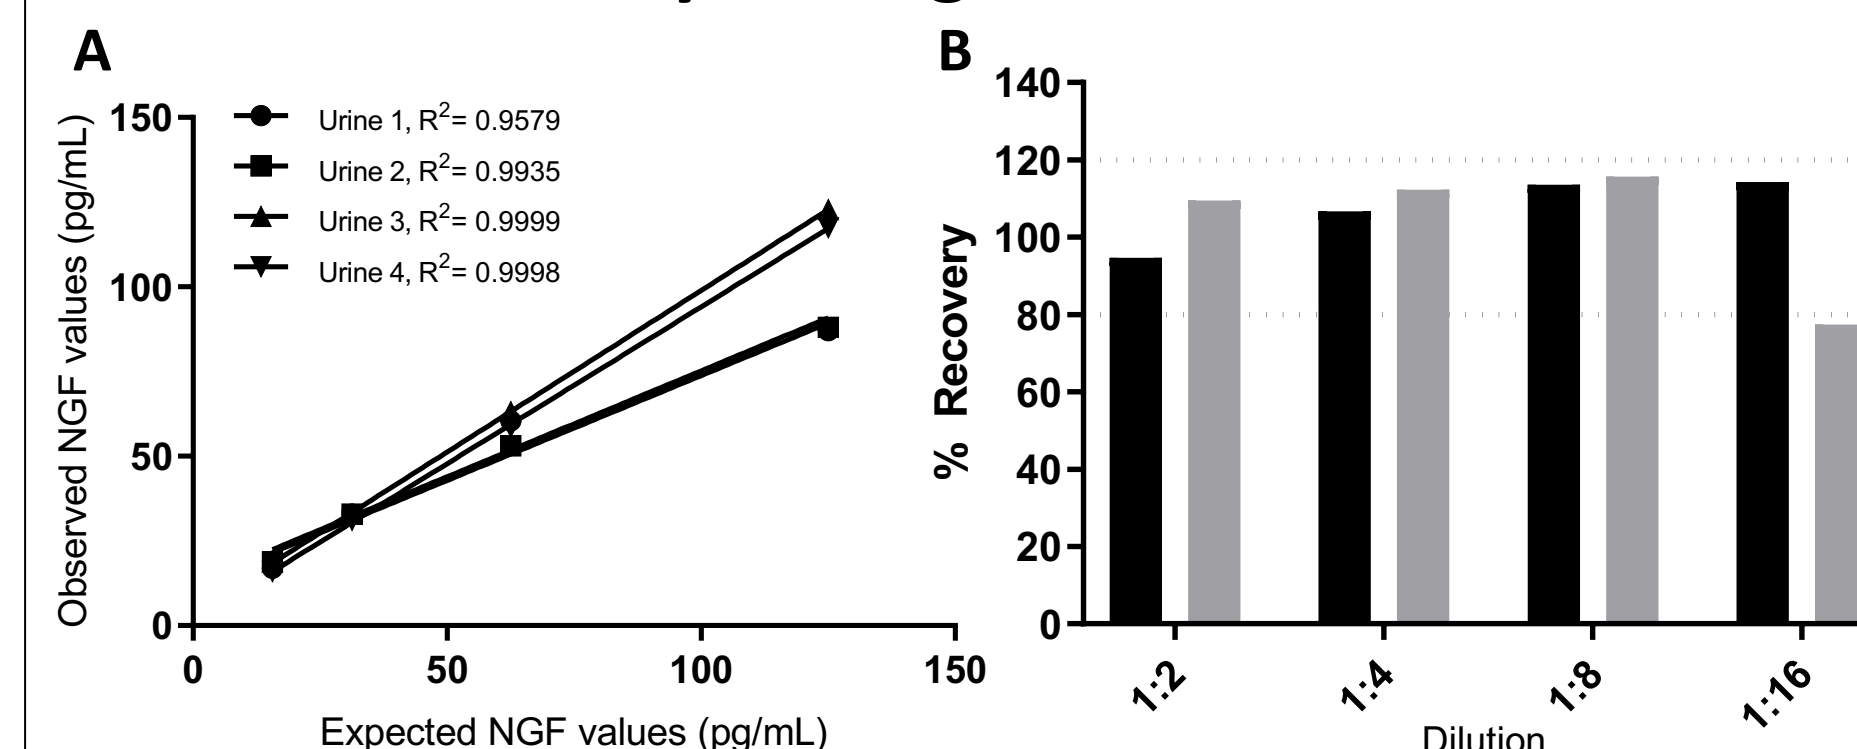 A
Observed NGF values (pg/mL)
150
100
50
0
Urine 1, R2= 0.9579
Urine 2, R2= 0.9935
Urine 3, R2= 0.9999
Urine 4, R2= 0.9998
0 50 100 150
Expected NGF values (pg/mL)
B
% Recovery
140
120
100
80
60
40
20
0
1:2 1:4 1:8 1:16
Dilution